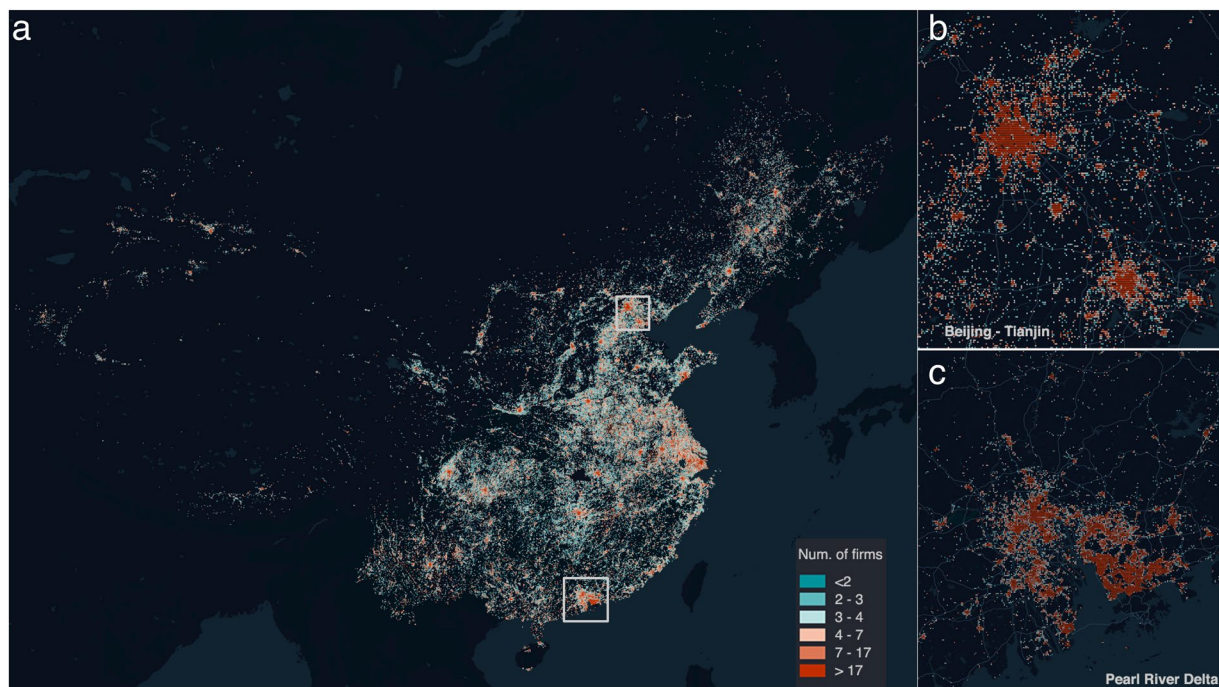 a
Num. of firms
<2
2 - 3
3 - 4
4 - 7
7 - 17
> 17
b
Beijing - Tianjin
c
Pearl River Delta